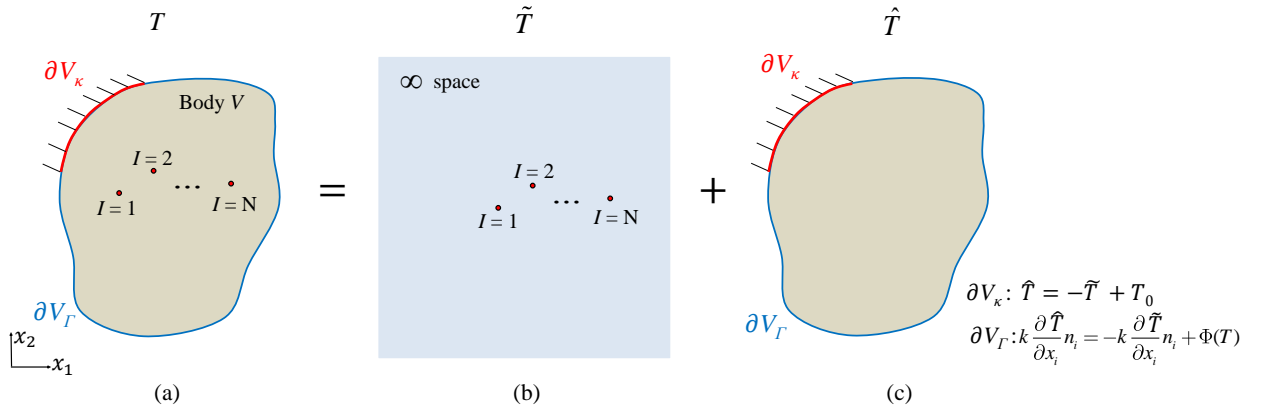 T
T̃
T̂
∂V_κ
Body V
I = 2
...
I = 1
I = N
∂V_Γ
x₂
x₁
(a)
=
∞ space
I = 2
...
I = 1
I = N
(b)
+
∂V_κ
∂V_Γ
(c)
∂V_κ: T̂ = −T̃ + T₀
∂V_Γ: k ∂T̂/∂x_i n_i = −k ∂T̃/∂x_i n_i + Φ(T)